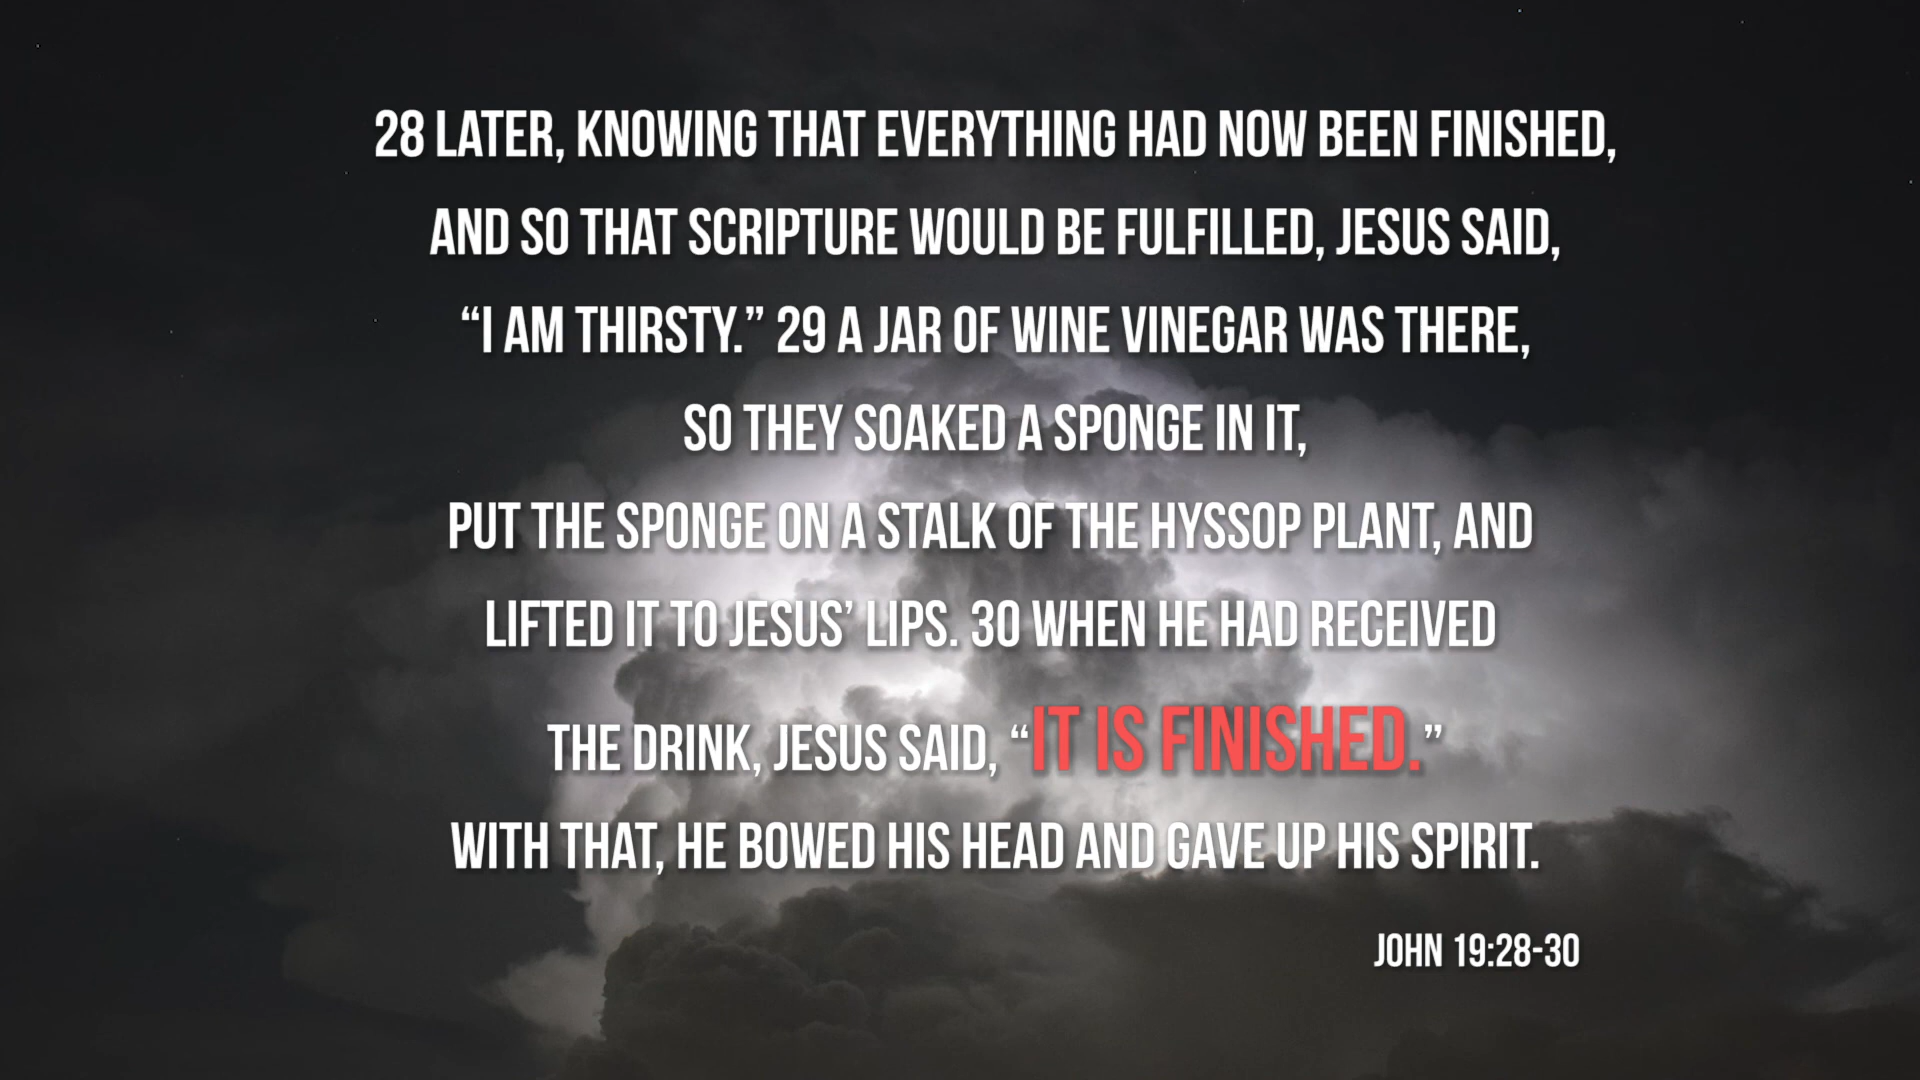 28 LATER, KNOWING THAT EVERYTHING HAD NOW BEEN FINISHED,
AND SO THAT SCRIPTURE WOULD BE FULFILLED, JESUS SAID,
“I AM THIRSTY.” 29 A JAR OF WINE VINEGAR WAS THERE,
SO THEY SOAKED A SPONGE IN IT,
PUT THE SPONGE ON A STALK OF THE HYSSOP PLANT, AND
LIFTED IT TO JESUS’ LIPS. 30 WHEN HE HAD RECEIVED
THE DRINK, JESUS SAID, “IT IS FINISHED.”
WITH THAT, HE BOWED HIS HEAD AND GAVE UP HIS SPIRIT.
JOHN 19:28-30